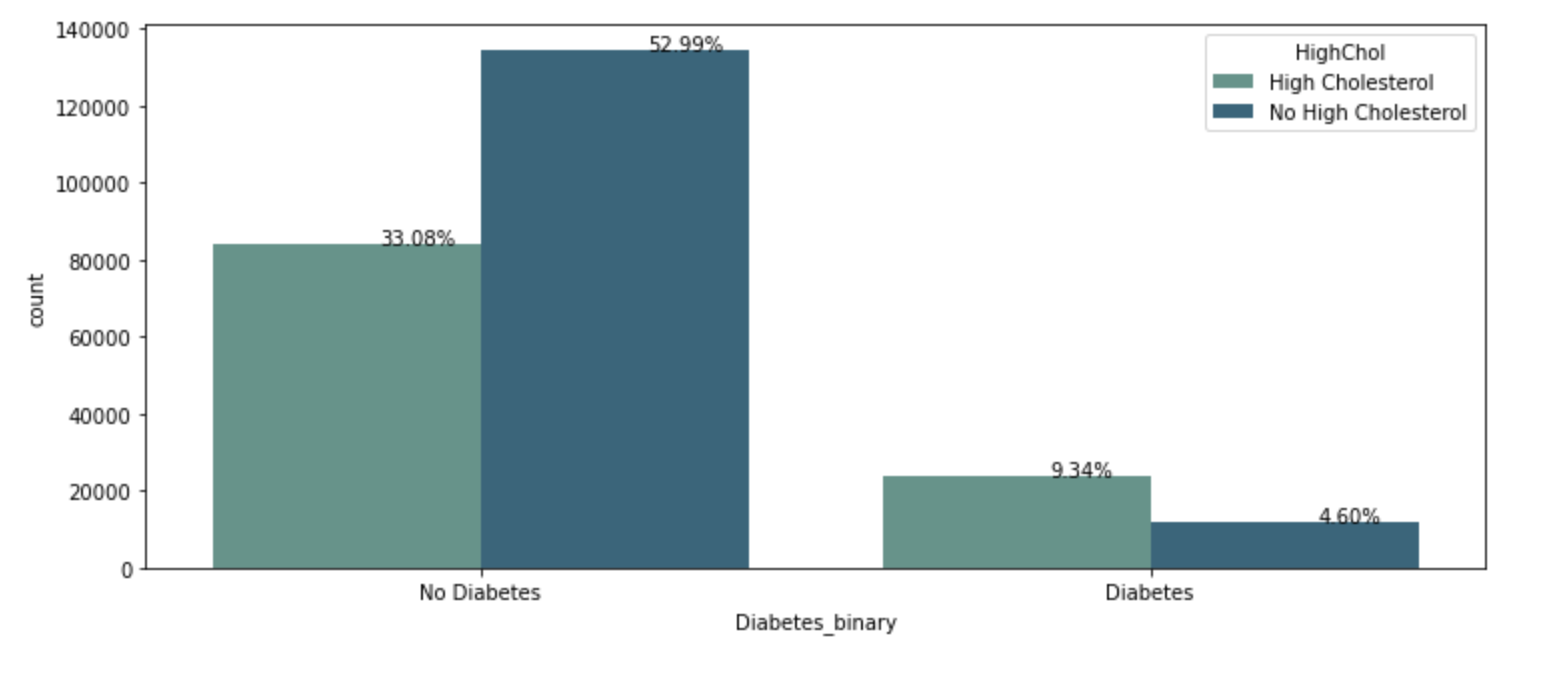 140000
120000
100000
80000
60000
40000
20000
0
count
52.99%
33.08%
9.34%
4.60%
HighChol
High Cholesterol
No High Cholesterol
No Diabetes
Diabetes
Diabetes_binary